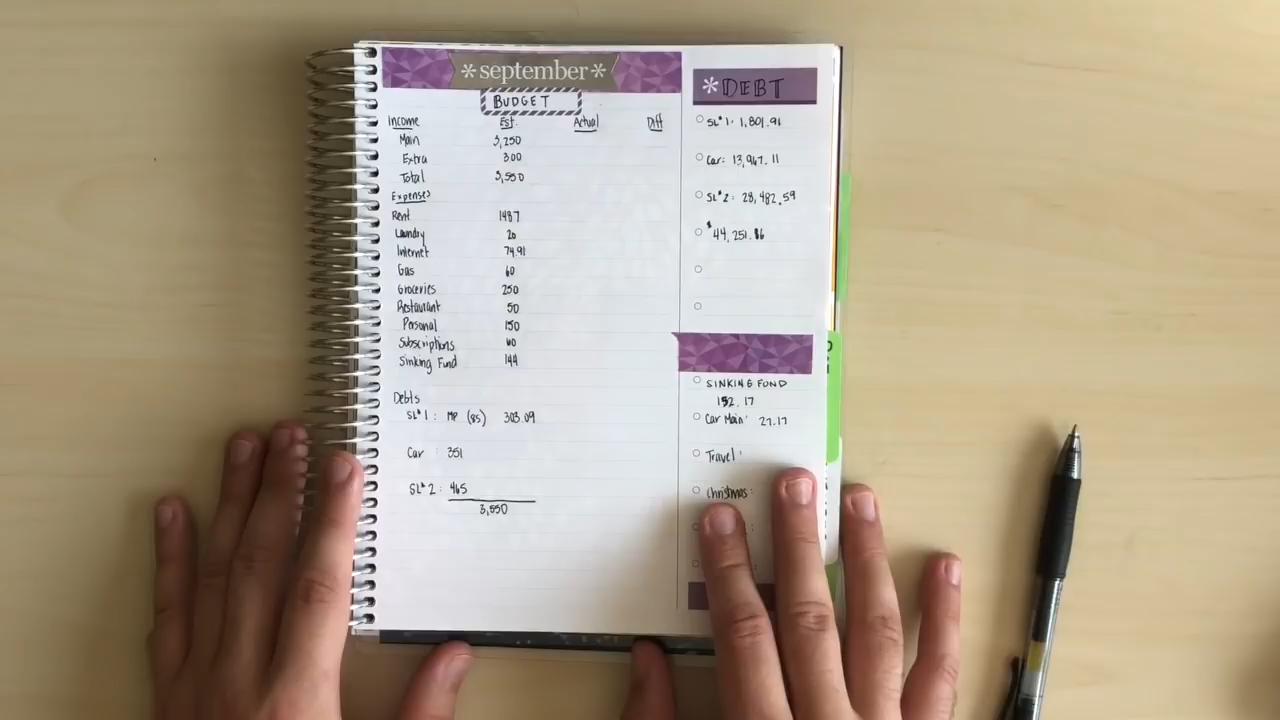 *september*
BUDGET
Income Est. Actual Diff
Main 3,250
Extra 300
Total 3,550
Expenses
Rent 1487
Laundry 20
Internet 74.91
Gas 60
Groceries 250
Restaurant 50
Personal 150
Subscriptions 60
Sinking Fund 144
Debts
SL#1: MP (85) 303.09
Car : 351
SL#2: 465
3,550
*DEBT
SL#1: 1,801.91
Car: 13,967.11
SL#2: 28,482.59
$44,251.
SINKING FUND
152.17
Car Main: 27.17
Travel:
Christmas: